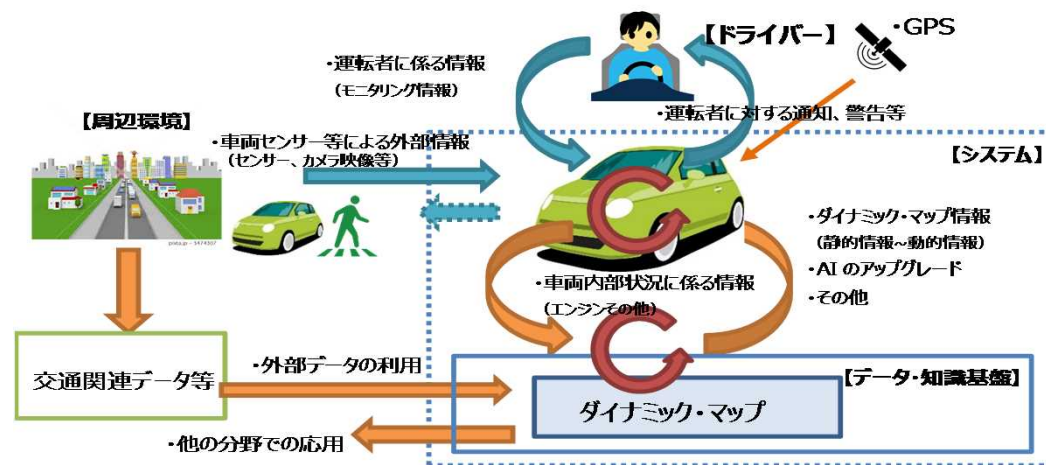 【ドライバー】
・GPS
・運転者に係る情報
(モニタリング情報)
・運転者に対する通知、警告等
【周辺環境】
・車両センサー等による外部情報
(センサー、カメラ映像等)
【システム】
・ダイナミック・マップ情報
(静的情報~動的情報)
・AIのアップグレード
・その他
・車両内部状況に係る情報
(エンジンその他)
交通関連データ等
・外部データの利用
【データ・知識基盤】
ダイナミック・マップ
・他の分野での応用